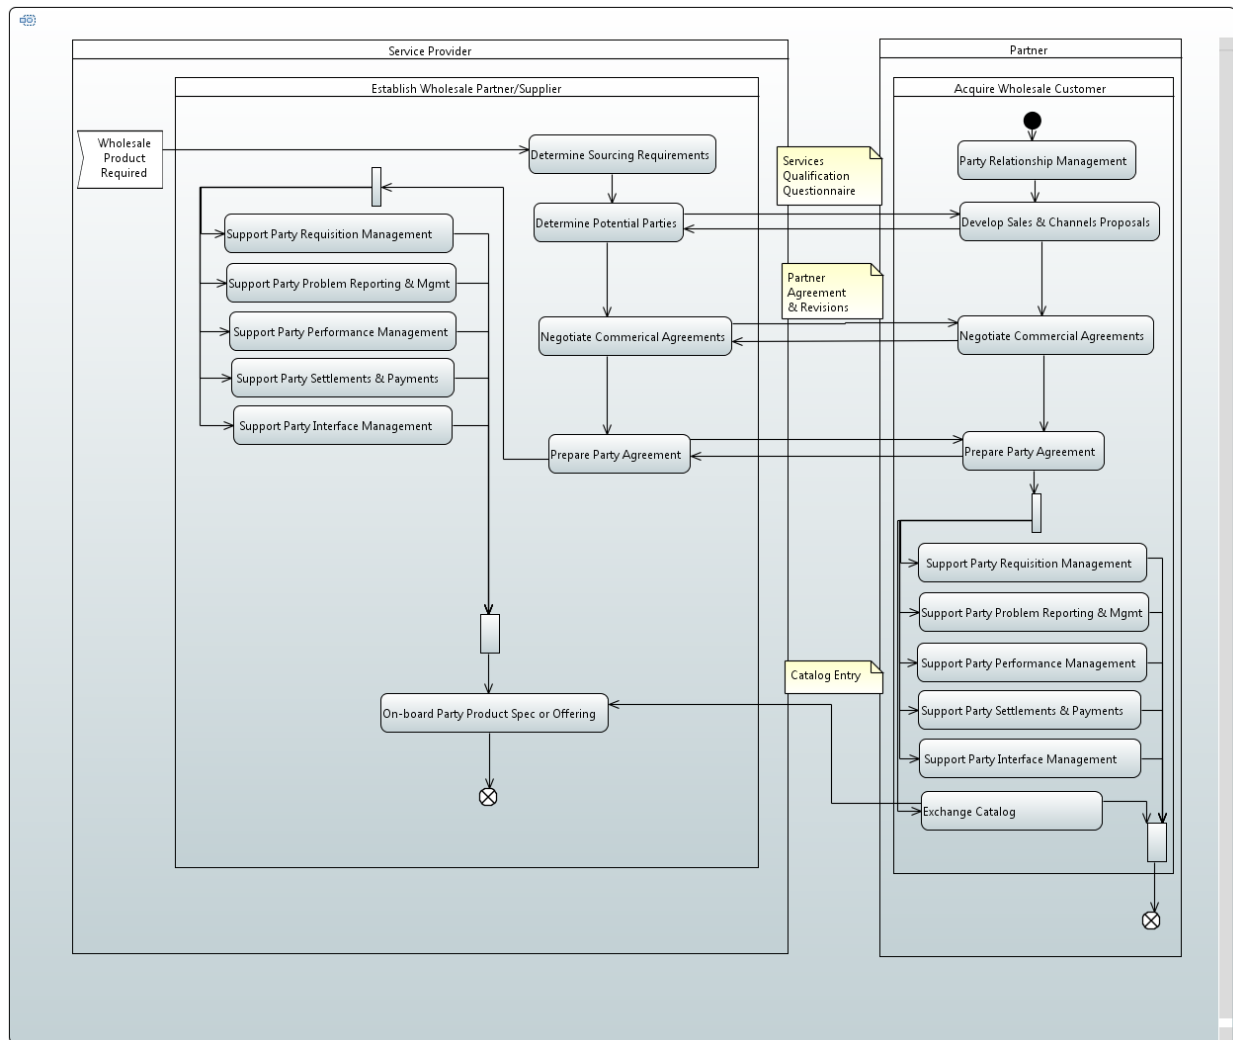 Service Provider
Partner
Establish Wholesale Partner/Supplier
Acquire Wholesale Customer
Wholesale
Product
Required
Determine Sourcing Requirements
Services
Qualification
Questionnaire
Party Relationship Management
Determine Potential Parties
Develop Sales & Channels Proposals
Support Party Requisition Management
Support Party Problem Reporting & Mgmt
Support Party Performance Management
Support Party Settlements & Payments
Support Party Interface Management
Partner
Agreement
& Revisions
Negotiate Commerical Agreements
Negotiate Commercial Agreements
Prepare Party Agreement
Prepare Party Agreement
Support Party Requisition Management
Support Party Problem Reporting & Mgmt
Support Party Performance Management
Support Party Settlements & Payments
Support Party Interface Management
Exchange Catalog
Catalog Entry
On-board Party Product Spec or Offering